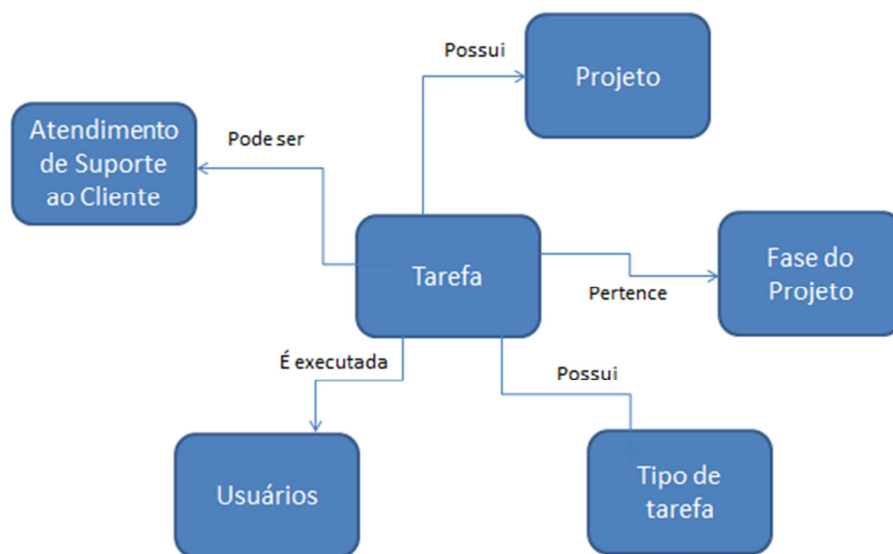 Possui
Projeto
Atendimento
de Suporte
ao Cliente
Pode ser
Tarefa
Fase do
Projeto
Pertence
É executada
Possui
Usuários
Tipo de
tarefa